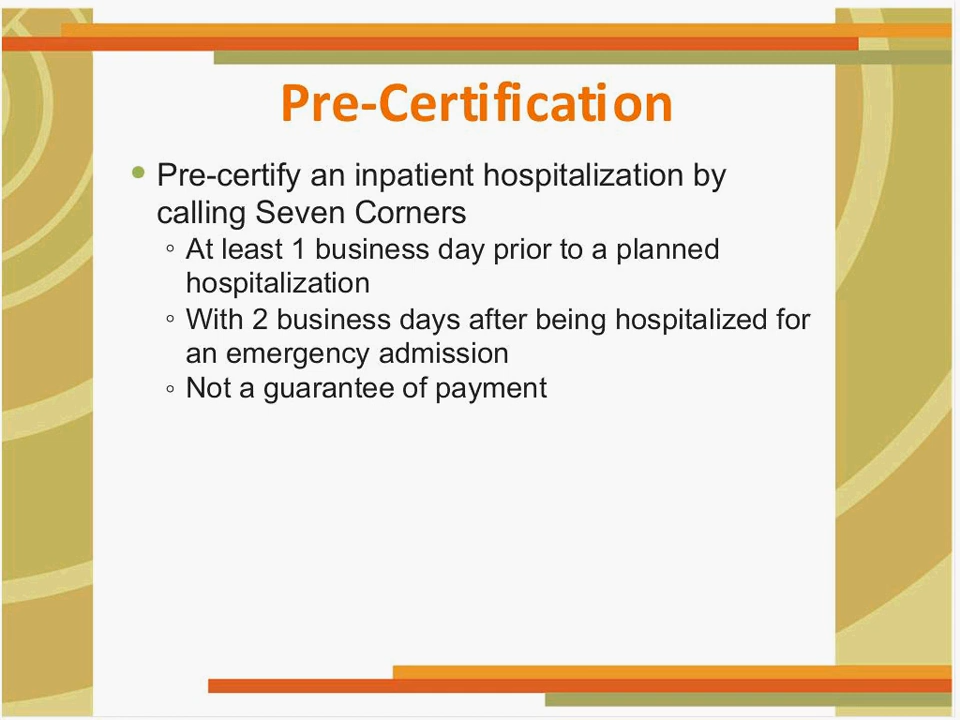 Pre-Certification
• Pre-certify an inpatient hospitalization by
calling Seven Corners
◦ At least 1 business day prior to a planned
hospitalization
◦ With 2 business days after being hospitalized for
an emergency admission
◦ Not a guarantee of payment